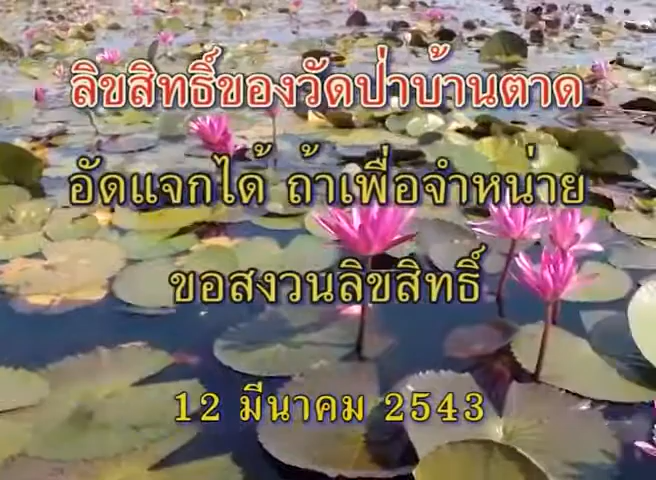 ลิขสิทธิ์ของวัดป่าบ้านตาด
อัดแจกได้ ถ้าเพื่อจำหน่าย
ขอสงวนลิขสิทธิ์
12 มีนาคม 2543